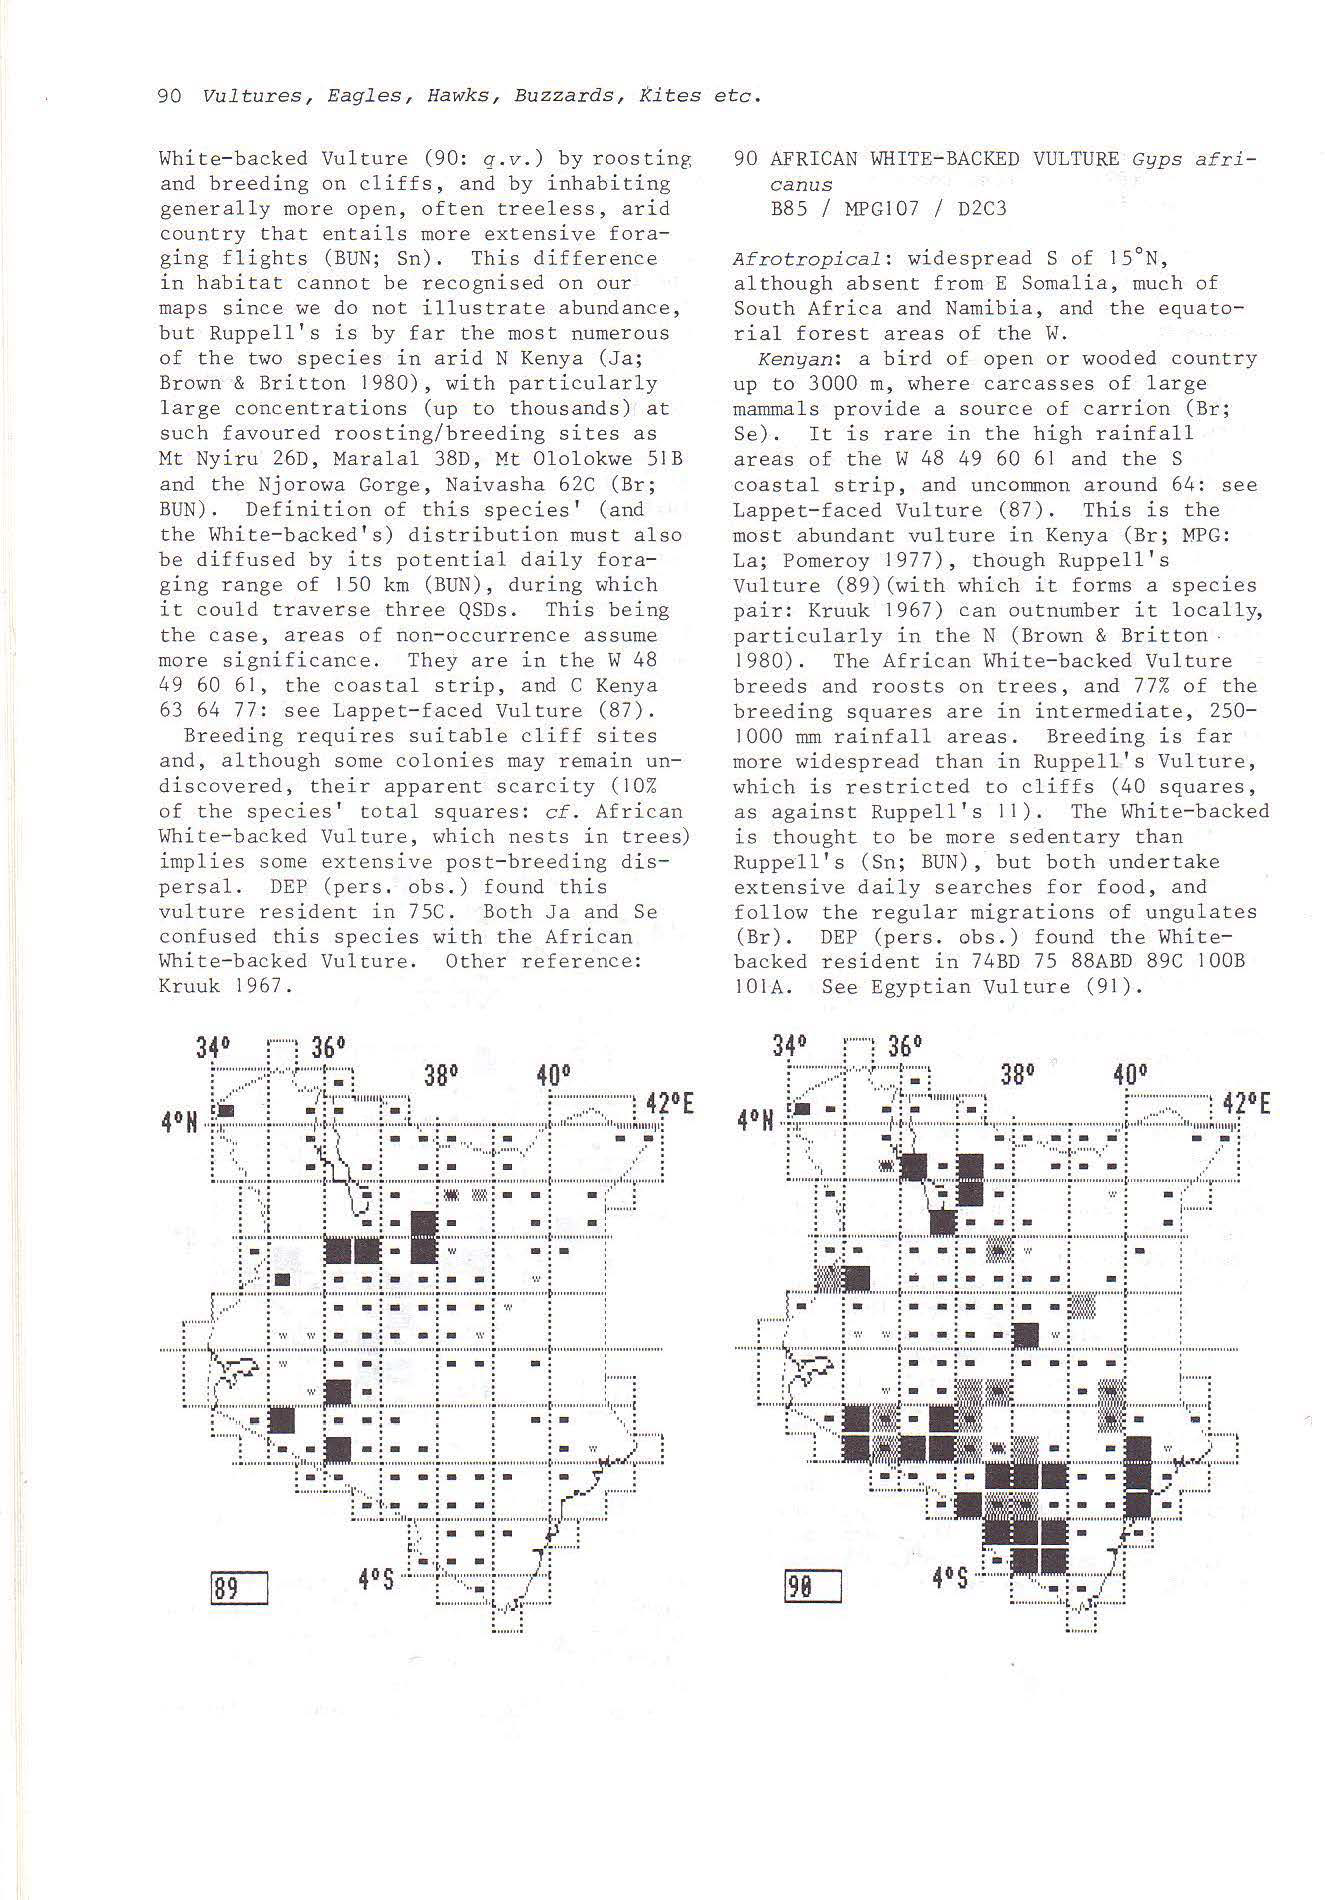 90 Vultures, Eagles, Hawks, Buzzards, Kites etc.
White-backed Vulture (90: q.v.) by roosting
and breeding on cliffs, and by inhabiting
generally more open, often treeless, arid
country that entails more extensive fora-
ging flights (BUN; Sn). This difference
in habitat cannot be recognised on our
maps since we do not illustrate abundance,
but Ruppell's is by far the most numerous
of the two species in arid N Kenya (Ja;
Brown & Britton 1980), with particularly
large concentrations (up to thousands) at
such favoured roosting/breeding sites as
Mt Nyiru 26D, Maralal 38D, Mt Ololokwe 51B
and the Njorowa Gorge, Naivasha 62C (Br;
BUN). Definition of this species' (and
the White-backed's) distribution must also
be diffused by its potential daily fora-
ging range of 150 km (BUN), during which
it could traverse three QSDs. This being
the case, areas of non-occurrence assume
more significance. They are in the W 48
49 60 61, the coastal strip, and C Kenya
63 64 77: see Lappet-faced Vulture (87).
Breeding requires suitable cliff sites
and, although some colonies may remain un-
discovered, their apparent scarcity (10%
of the species' total squares: cf. African
White-backed Vulture, which nests in trees)
implies some extensive post-breeding dis-
persal. DEP (pers. obs.) found this
vulture resident in 75C. Both Ja and Se
confused this species with the African
White-backed Vulture. Other reference:
Kruuk 1967.
34° 36°
38° 40°
42°E
4°N
4°S
89
90 AFRICAN WHITE-BACKED VULTURE Gyps afri-
canus
B85 / MPG107 / D2C3
Afrotropical: widespread S of 15°N,
although absent from E Somalia, much of
South Africa and Namibia, and the equato-
rial forest areas of the W.
Kenyan: a bird of open or wooded country
up to 3000 m, where carcasses of large
mammals provide a source of carrion (Br;
Se). It is rare in the high rainfall
areas of the W 48 49 60 61 and the S
coastal strip, and uncommon around 64: see
Lappet-faced Vulture (87). This is the
most abundant vulture in Kenya (Br; MPG:
La; Pomeroy 1977), though Ruppell's
Vulture (89)(with which it forms a species
pair: Kruuk 1967) can outnumber it locally,
particularly in the N (Brown & Britton
1980). The African White-backed Vulture
breeds and roosts on trees, and 77% of the
breeding squares are in intermediate, 250-
1000 mm rainfall areas. Breeding is far
more widespread than in Ruppell's Vulture,
which is restricted to cliffs (40 squares,
as against Ruppell's 11). The White-backed
is thought to be more sedentary than
Ruppell's (Sn; BUN), but both undertake
extensive daily searches for food, and
follow the regular migrations of ungulates
(Br). DEP (pers. obs.) found the White-
backed resident in 74BD 75 88ABD 89C 100B
101A. See Egyptian Vulture (91).
34° 36°
38° 40°
42°E
4°N
4°S
90